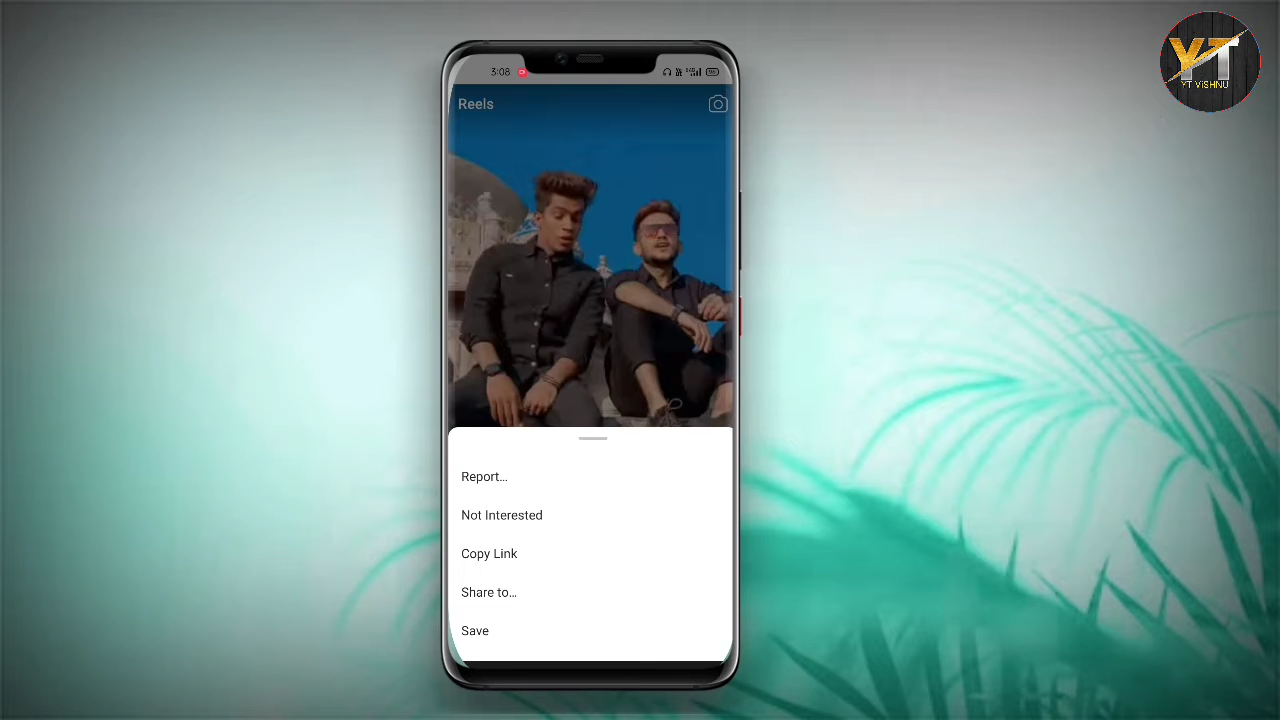 YT
YT ViSHNU
3:08
Reels
Report...
Not Interested
Copy Link
Share to...
Save